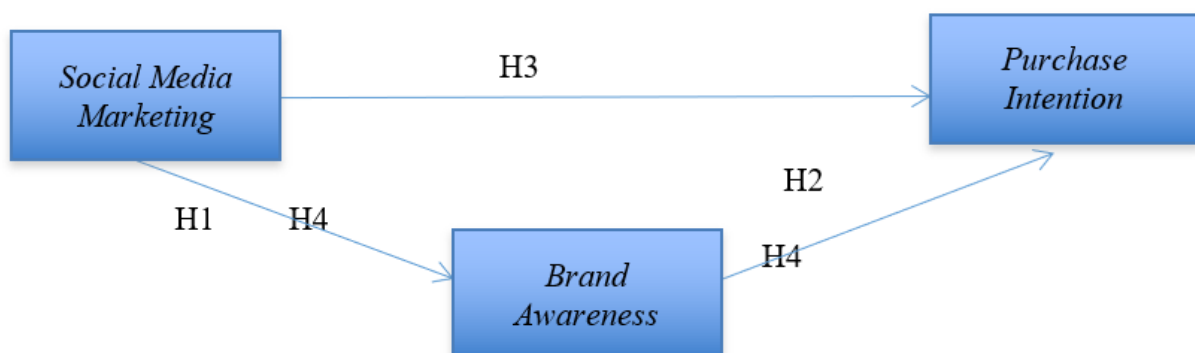 Social Media
Marketing
H3
Purchase
Intention
H1
H4
H2
H4
Brand
Awareness